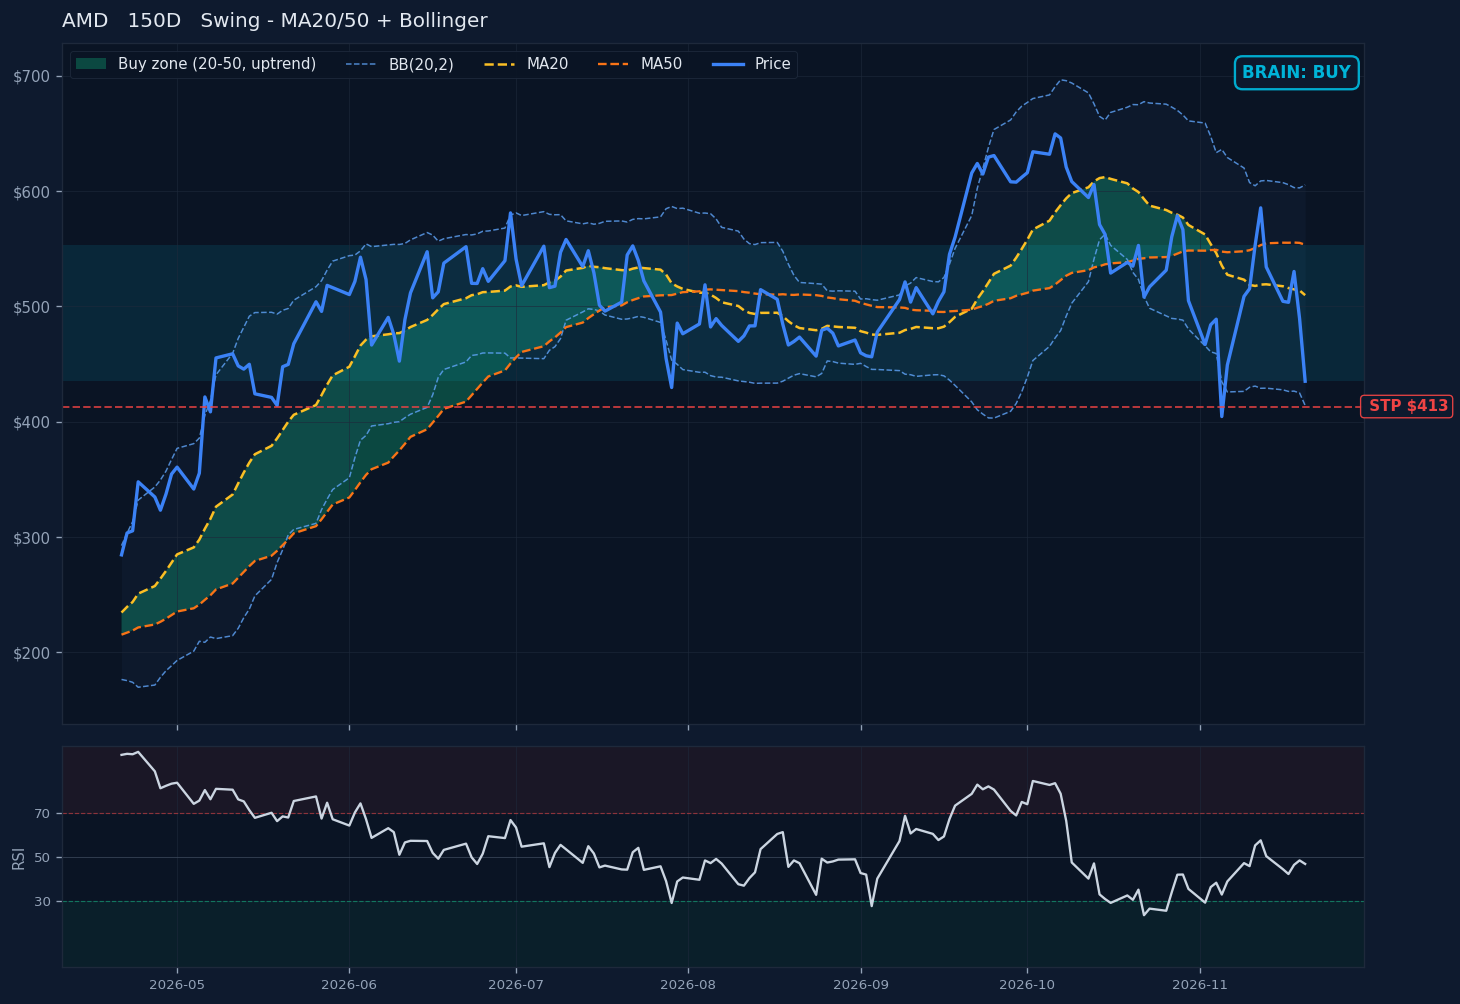 AMD 150D Swing - MA20/50 + Bollinger
Buy zone (20-50, uptrend) BB(20,2) MA20 MA50 Price
BRAIN: BUY
$700
$600
$500
$400
$300
$200
STP $413
RSI
70
50
30
2026-05 2026-06 2026-07 2026-08 2026-09 2026-10 2026-11